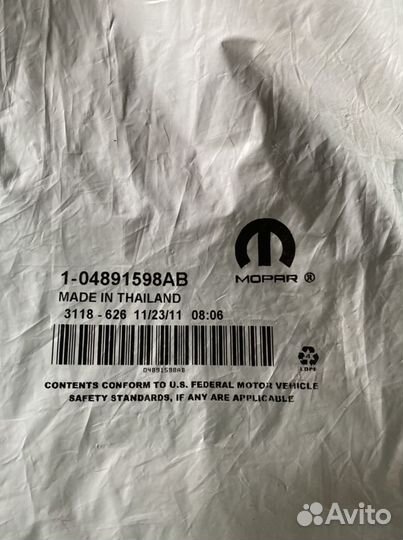 MOPAR ®
1-04891598AB
MADE IN THAILAND
3118 - 626 11/23/11 08:06
04891598AB
4
LDPE
CONTENTS CONFORM TO U.S. FEDERAL MOTOR VEHICLE
SAFETY STANDARDS, IF ANY ARE APPLICABLE
Avito